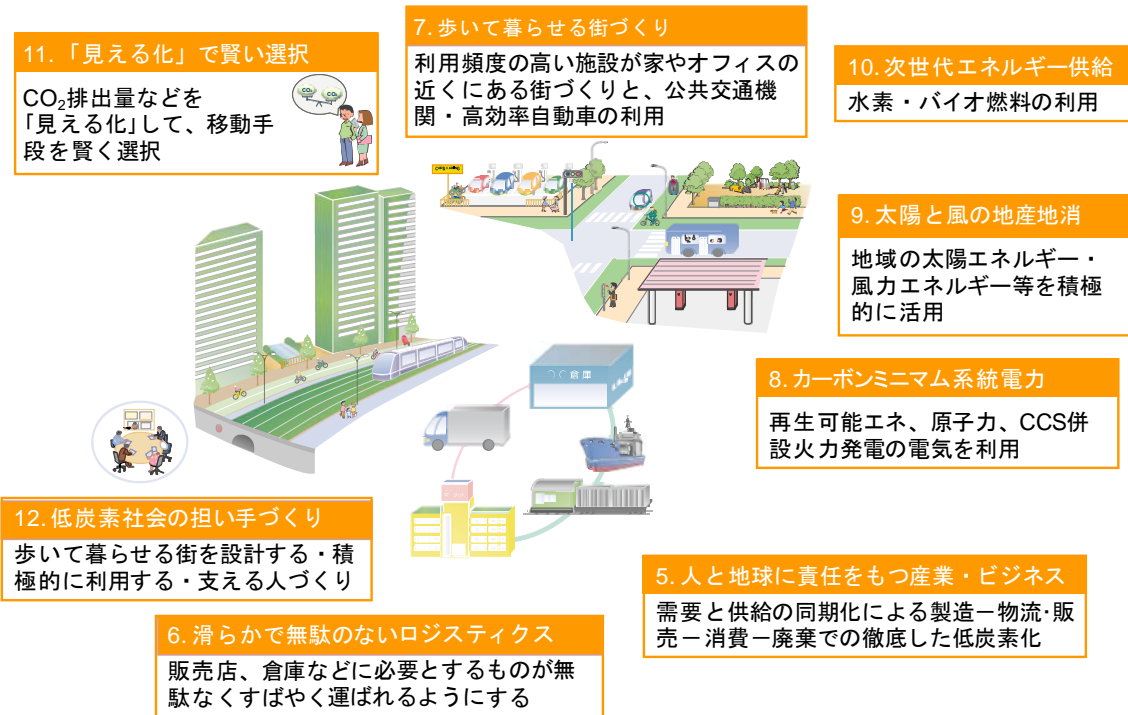 11. 「見える化」で賢い選択
CO₂排出量などを
「見える化」して、移動手
段を賢く選択
CO₂
CO₂
7. 歩いて暮らせる街づくり
利用頻度の高い施設が家やオフィスの
近くにある街づくりと、公共交通機
関・高効率自動車の利用
10. 次世代エネルギー供給
水素・バイオ燃料の利用
9. 太陽と風の地産地消
地域の太陽エネルギー・
風力エネルギー等を積極
的に活用
8. カーボンミニマム系統電力
再生可能エネ、原子力、CCS併
設火力発電の電気を利用
〇〇倉庫
12. 低炭素社会の担い手づくり
歩いて暮らせる街を設計する・積
極的に利用する・支える人づくり
5. 人と地球に責任をもつ産業・ビジネス
需要と供給の同期化による製造－物流･販
売－消費－廃棄での徹底した低炭素化
6. 滑らかで無駄のないロジスティクス
販売店、倉庫などに必要とするものが無
駄なくすばやく運ばれるようにする